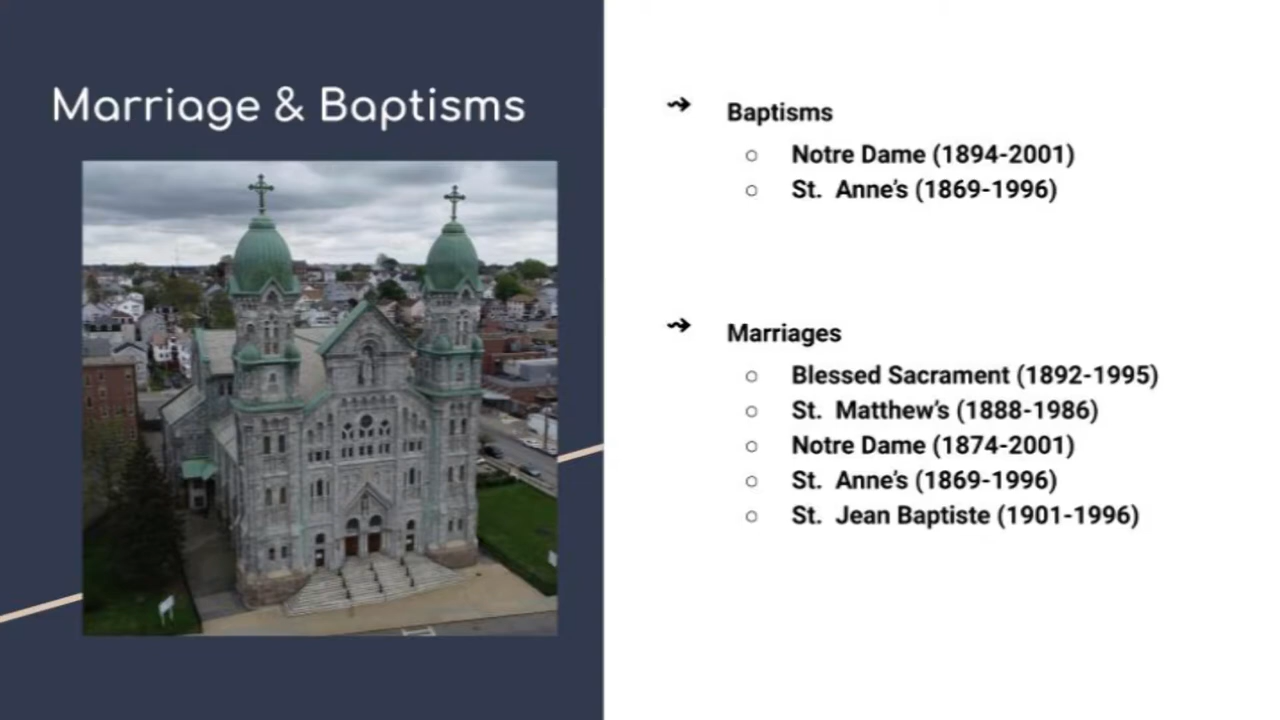 Marriage & Baptisms
Baptisms
Notre Dame (1894-2001)
St. Anne's (1869-1996)
Marriages
Blessed Sacrament (1892-1995)
St. Matthew's (1888-1986)
Notre Dame (1874-2001)
St. Anne's (1869-1996)
St. Jean Baptiste (1901-1996)